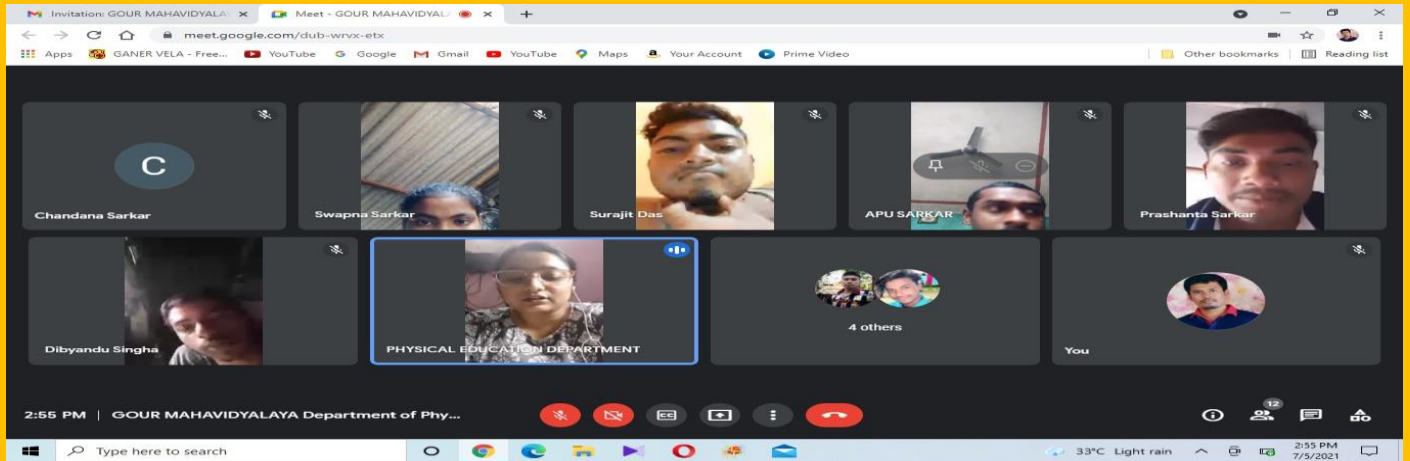 Invitation: GOUR MAHAVIDYALA
Meet - GOUR MAHAVIDYAL
meet.google.com/dub-wrvx-etx
Apps GANER VELA - Free... YouTube Google Gmail YouTube Maps Your Account Prime Video Other bookmarks Reading list
C
Chandana Sarkar
Swapna Sarkar
Surajit Das
APU SARKAR
Prashanta Sarkar
Dibyandu Singha
PHYSICAL EDUCATION DEPARTMENT
4 others
You
2:55 PM | GOUR MAHAVIDYALAYA Department of Phy...
CC
12
Type here to search
33°C Light rain
2:55 PM
7/5/2021